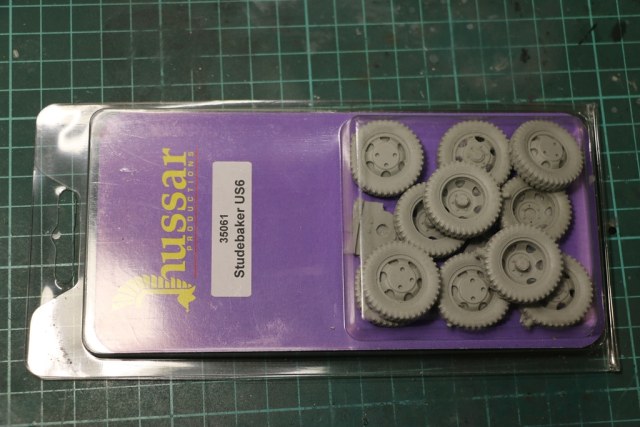 hussar
PRODUCTIONS
35061
Studebaker US6